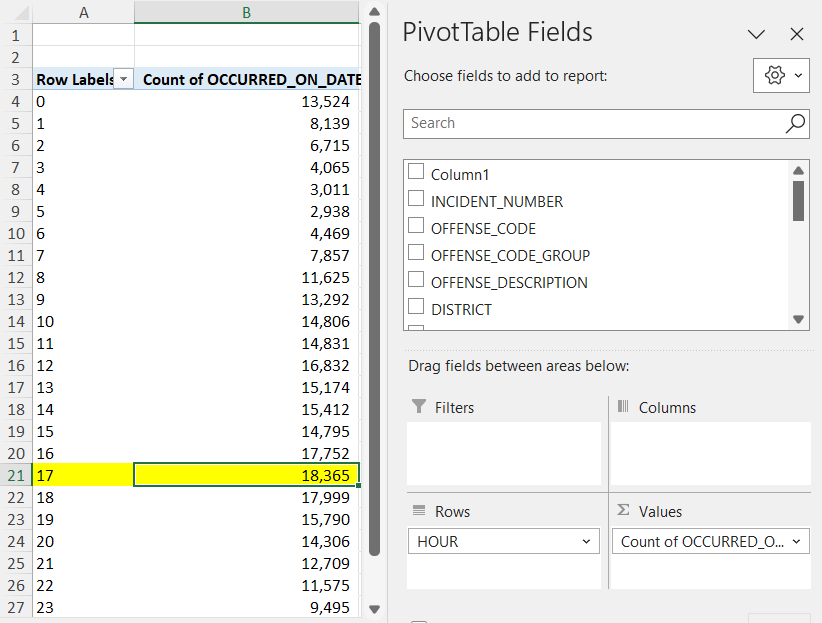 A B
1
2
3 Row Labels Count of OCCURRED_ON_DATE
4 0 13,524
5 1 8,139
6 2 6,715
7 3 4,065
8 4 3,011
9 5 2,938
10 6 4,469
11 7 7,857
12 8 11,625
13 9 13,292
14 10 14,806
15 11 14,831
16 12 16,832
17 13 15,174
18 14 15,412
19 15 14,795
20 16 17,752
21 17 18,365
22 18 17,999
23 19 15,790
24 20 14,306
25 21 12,709
26 22 11,575
27 23 9,495
PivotTable Fields
Choose fields to add to report:
Search
Column1
INCIDENT_NUMBER
OFFENSE_CODE
OFFENSE_CODE_GROUP
OFFENSE_DESCRIPTION
DISTRICT
Drag fields between areas below:
Filters
Columns
Rows
Σ Values
HOUR
Count of OCCURRED_O...